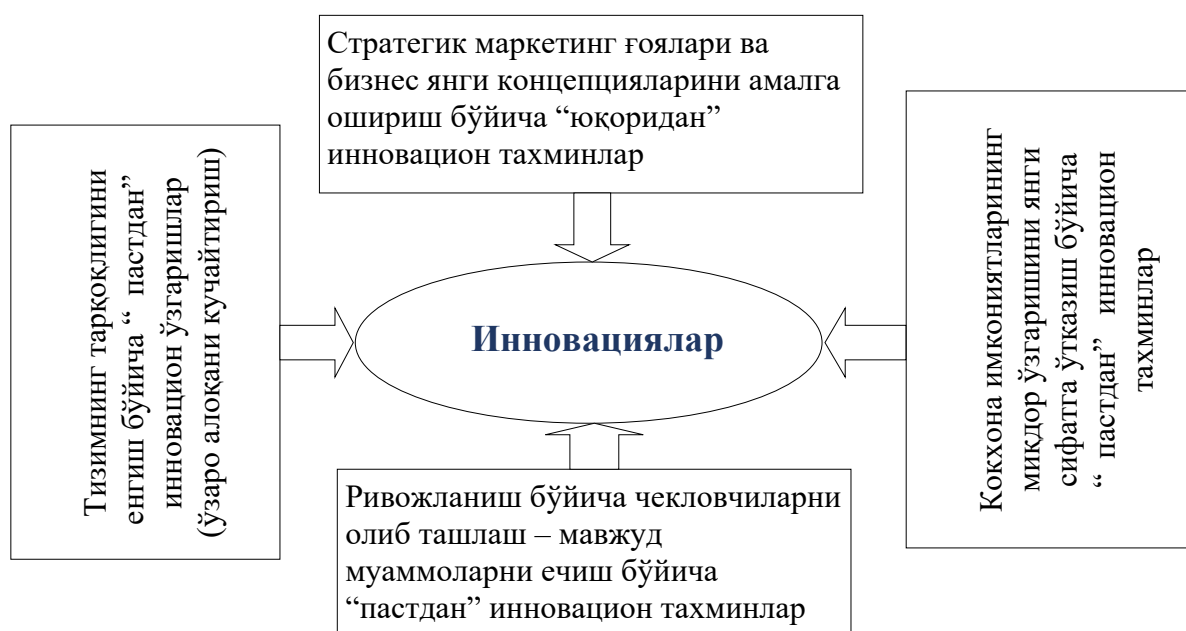 Стратегик маркетинг ғоялари ва
бизнес янги концепцияларини амалга
ошириш бўйича “юқоридан”
инновацион тахминлар
Тизимнинг тарқоқлигини
енгиш бўйича “ пастдан”
инновацион ўзгаришлар
(ўзаро алоқани кучайтириш)
Инновациялар
Кокхона имкониятларининг
миқдор ўзгаришини янги
сифатга ўтказиш бўйича
“ пастдан” инновацион
тахминлар
Ривожланиш бўйича чекловчиларни
олиб ташлаш – мавжуд
муаммоларни ечиш бўйича
“пастдан” инновацион тахминлар